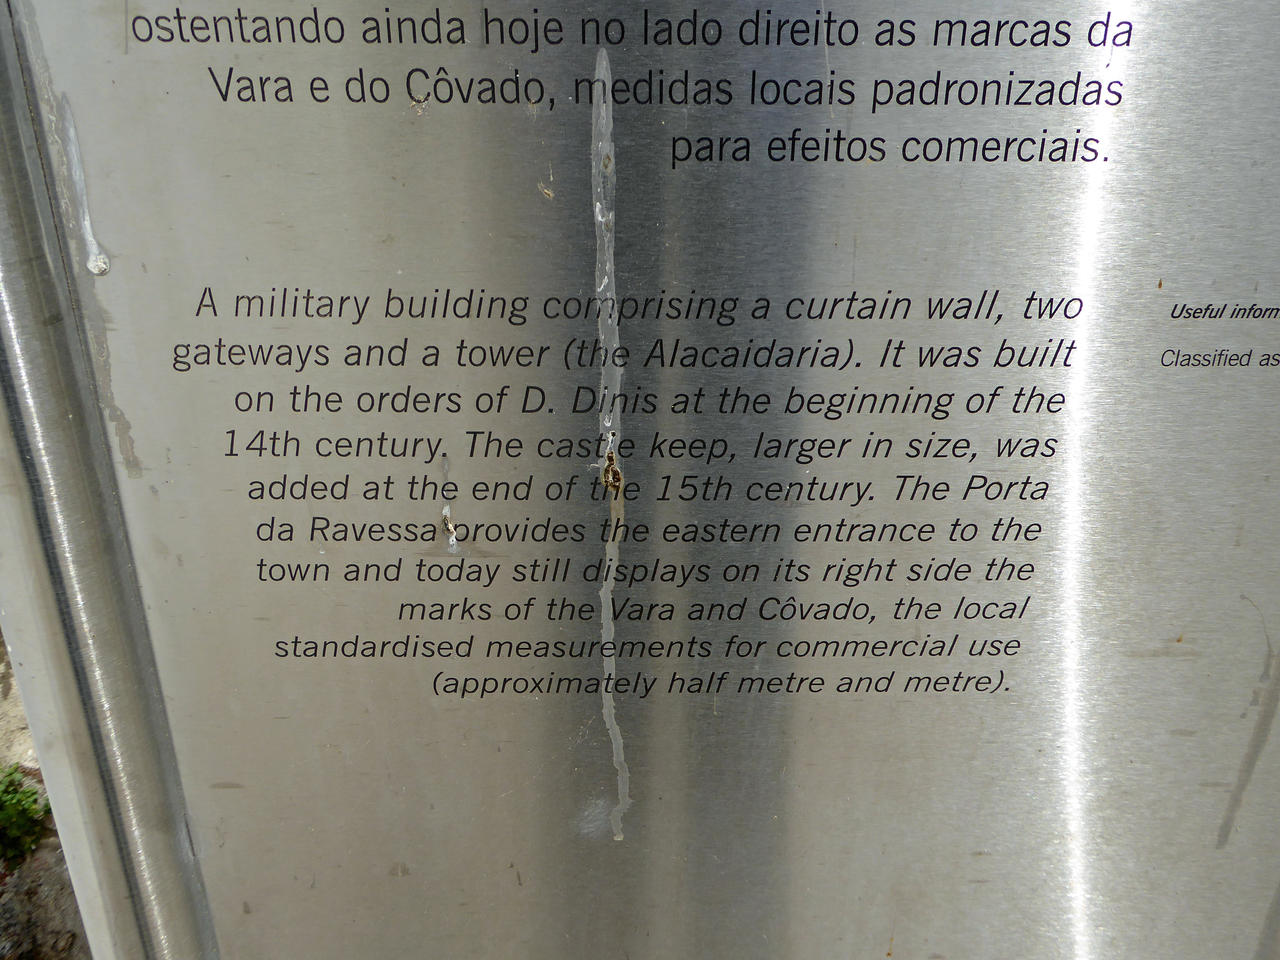 ostentando ainda hoje no lado direito as marcas da
Vara e do Côvado, medidas locais padronizadas
para efeitos comerciais.
A military building comprising a curtain wall, two
gateways and a tower (the Alacaidaria). It was built
on the orders of D. Dinis at the beginning of the
14th century. The castle keep, larger in size, was
added at the end of the 15th century. The Porta
da Ravessa provides the eastern entrance to the
town and today still displays on its right side the
marks of the Vara and Côvado, the local
standardised measurements for commercial use
(approximately half metre and metre).
Useful inform
Classified as